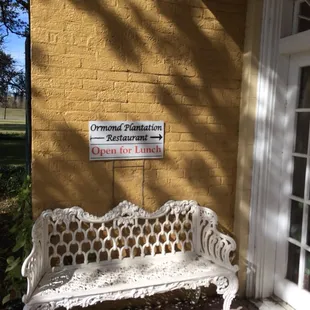 Ormond Plantation
Restaurant
Open for Lunch